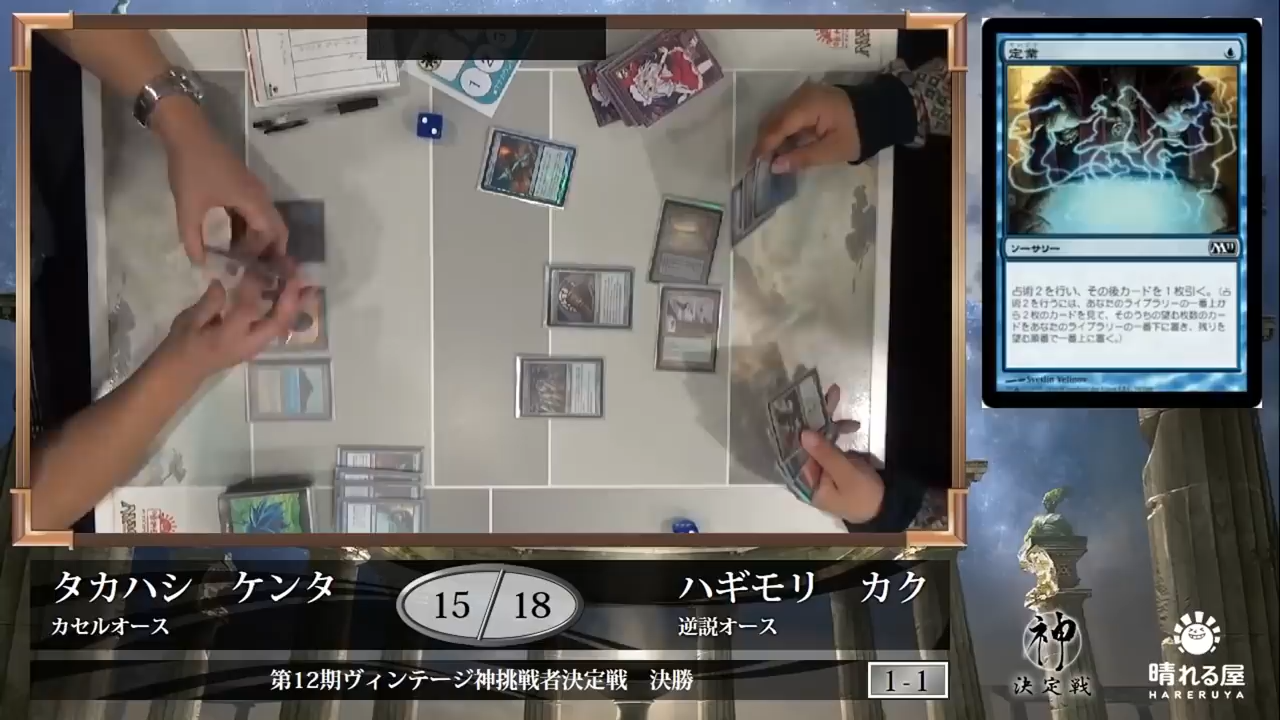 定業
ソーサリー
占術2を行い、その後カードを1枚引く。(占
術2を行うには、あなたのライブラリーの一番上か
ら2枚のカードを見て、そのうちの望む枚数のカー
ドをあなたのライブラリーの一番下に置き、残りを
望む順番で一番上に置く。)
Svetlin Velinov
タカハシ ケンタ
カセルオース
15/18
ハギモリ カク
逆説オース
第12期ヴィンテージ神挑戦者決定戦 決勝
1-1
神
決定戦
晴れる屋
HARERUYA